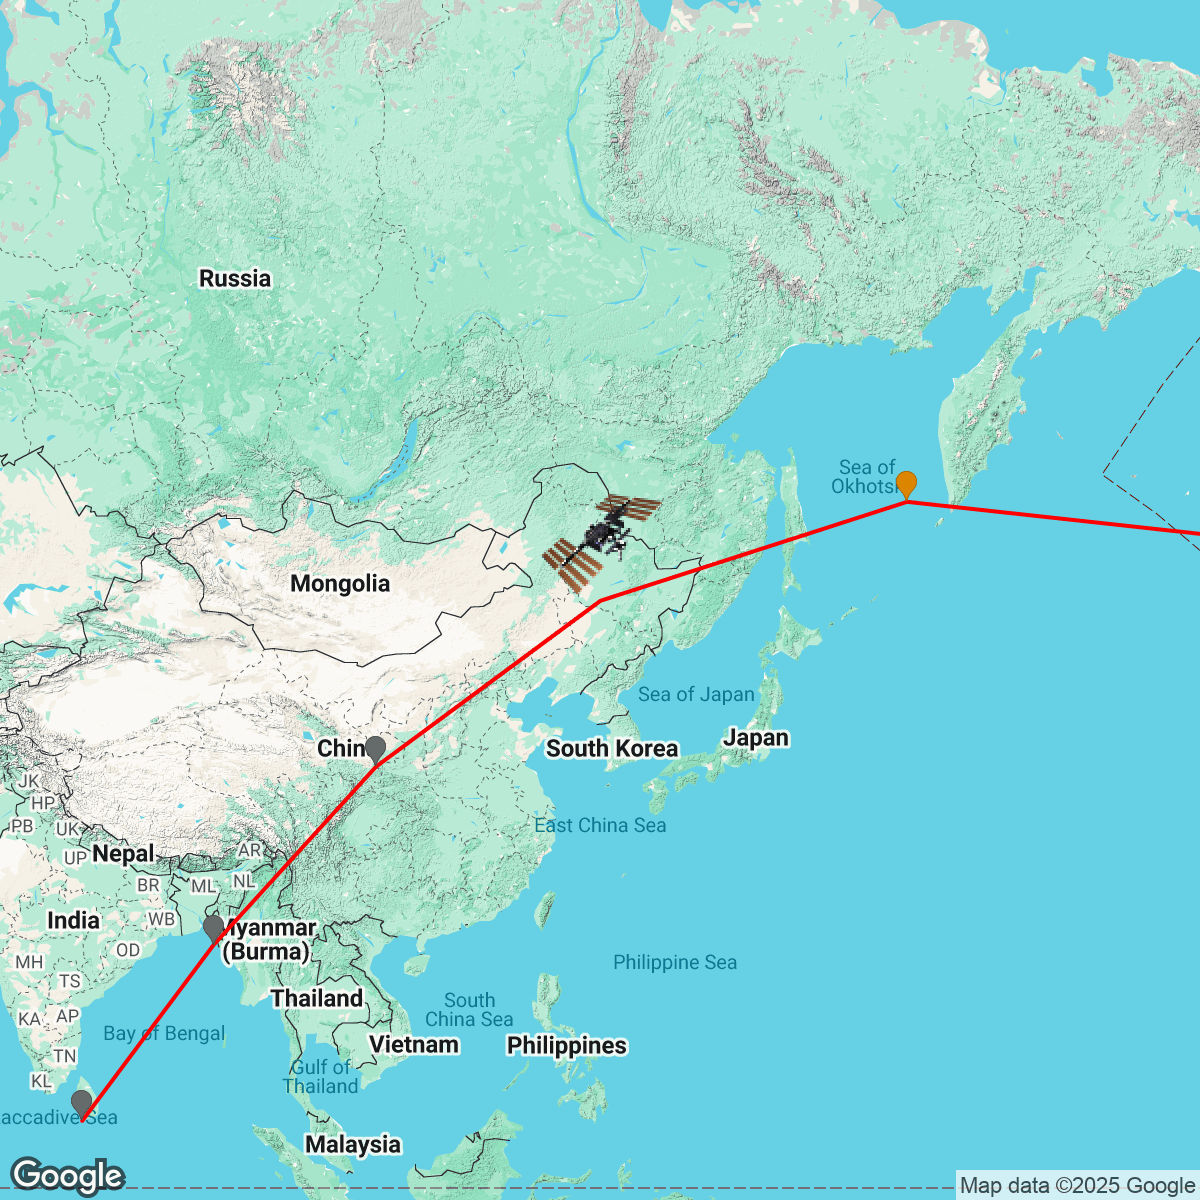 Russia
Sea of
Okhotsk
Mongolia
Sea of Japan
Japan
South Korea
Chin
JK
HP
PB
UK
East China Sea
UP
Nepal
AR
BR
ML
NL
India
WB
Myanmar
(Burma)
OD
MH
TS
Philippine Sea
Thailand
KA
AP
South
China Sea
Bay of Bengal
Vietnam
Philippines
TN
KL
Gulf of
Thailand
accadive Sea
Malaysia
Google
Map data ©2025 Google